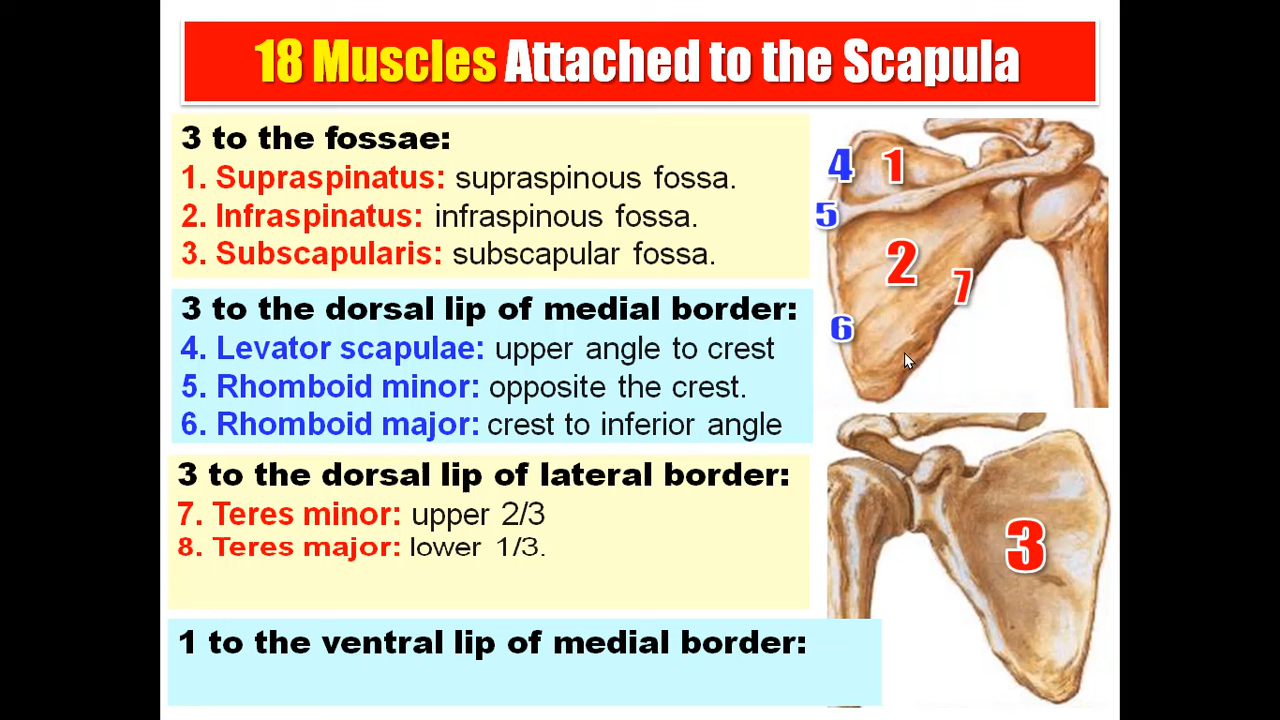 18 Muscles Attached to the Scapula
3 to the fossae:
1. Supraspinatus: supraspinous fossa.
2. Infraspinatus: infraspinous fossa.
3. Subscapularis: subscapular fossa.
3 to the dorsal lip of medial border:
4. Levator scapulae: upper angle to crest
5. Rhomboid minor: opposite the crest.
6. Rhomboid major: crest to inferior angle
3 to the dorsal lip of lateral border:
7. Teres minor: upper 2/3
8. Teres major: lower 1/3.
1 to the ventral lip of medial border:
4 1
5
2
7
6
3